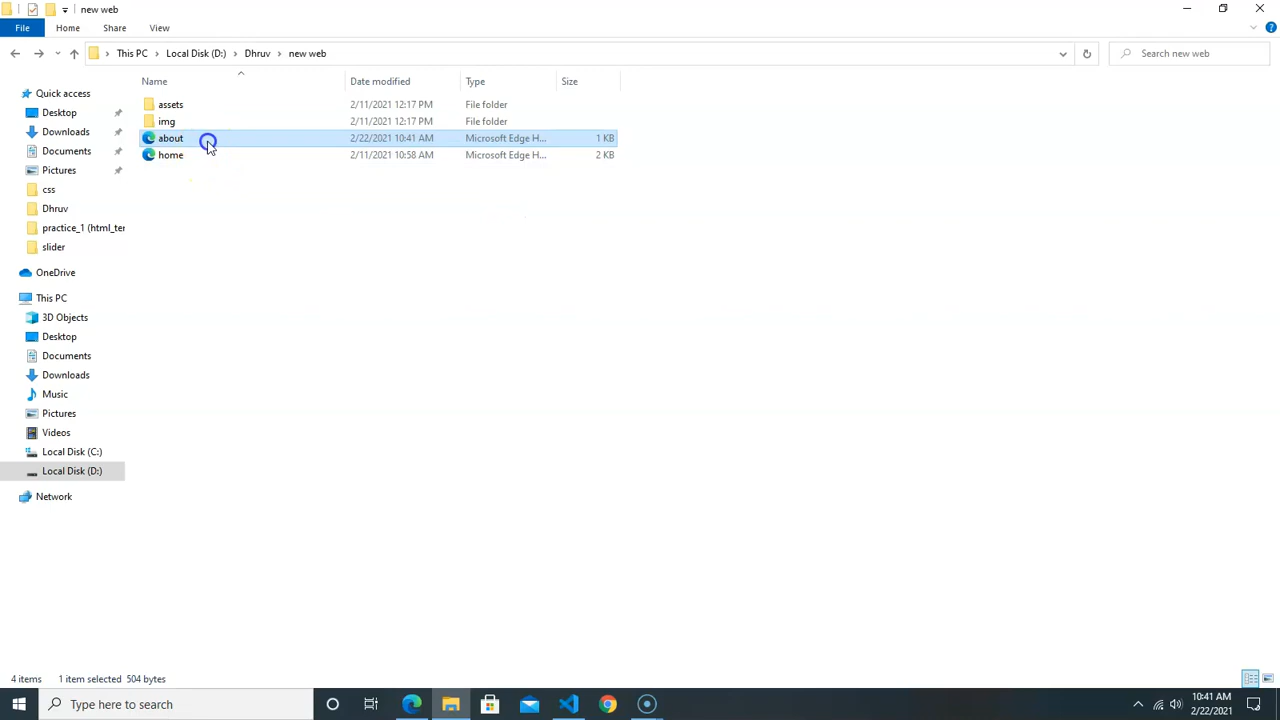 new web
File Home Share View
This PC Local Disk (D:) Dhruv new web Search new web
Name Date modified Type Size
Quick access
Desktop
Downloads
Documents
Pictures
css
Dhruv
practice_1 (html_ter
slider
OneDrive
This PC
3D Objects
Desktop
Documents
Downloads
Music
Pictures
Videos
Local Disk (C:)
Local Disk (D:)
Network
assets 2/11/2021 12:17 PM File folder
img 2/11/2021 12:17 PM File folder
about 2/22/2021 10:41 AM Microsoft Edge H... 1 KB
home 2/11/2021 10:58 AM Microsoft Edge H... 2 KB
4 items 1 item selected 504 bytes
Type here to search
10:41 AM
2/22/2021